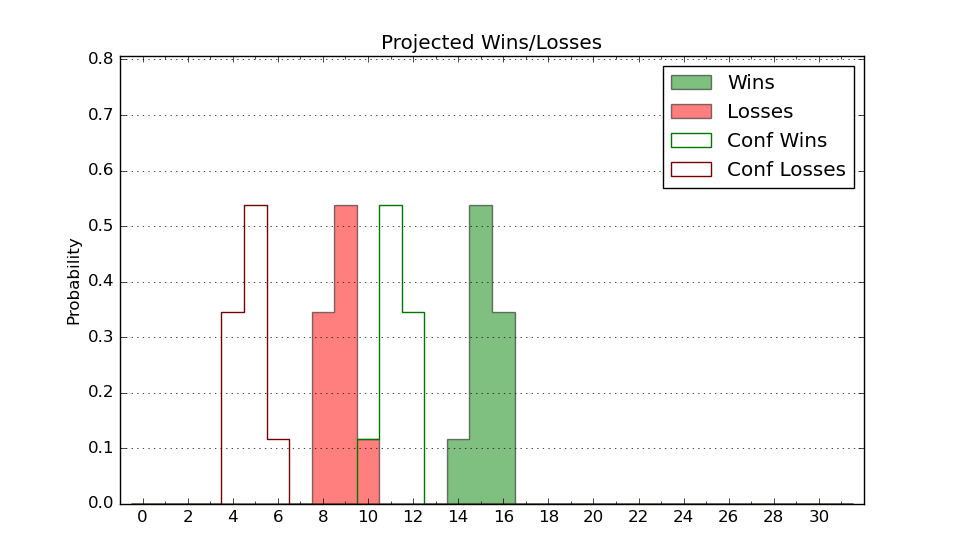 Projected Wins/Losses
Wins
Losses
Conf Wins
Conf Losses
Probability
0.8
0.7
0.6
0.5
0.4
0.3
0.2
0.1
0.0
0 2 4 6 8 10 12 14 16 18 20 22 24 26 28 30